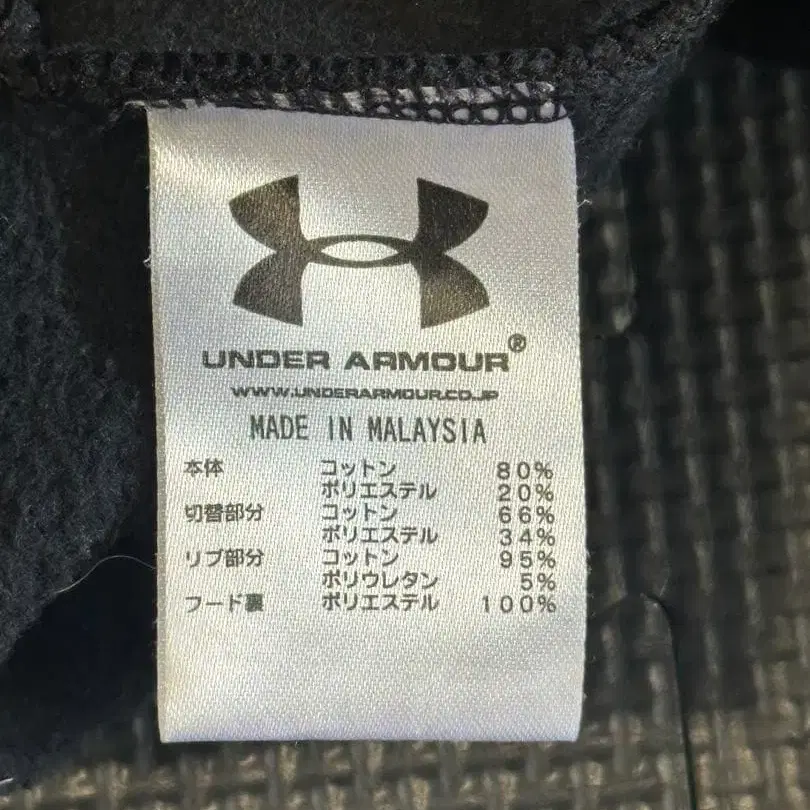 UNDER ARMOUR®
WWW.UNDERARMOUR.CO.JP
MADE IN MALAYSIA
本体 コットン 80%
ポリエステル 20%
切替部分 コットン 66%
ポリエステル 34%
リブ部分 コットン 95%
ポリウレタン 5%
フード裏 ポリエステル 100%